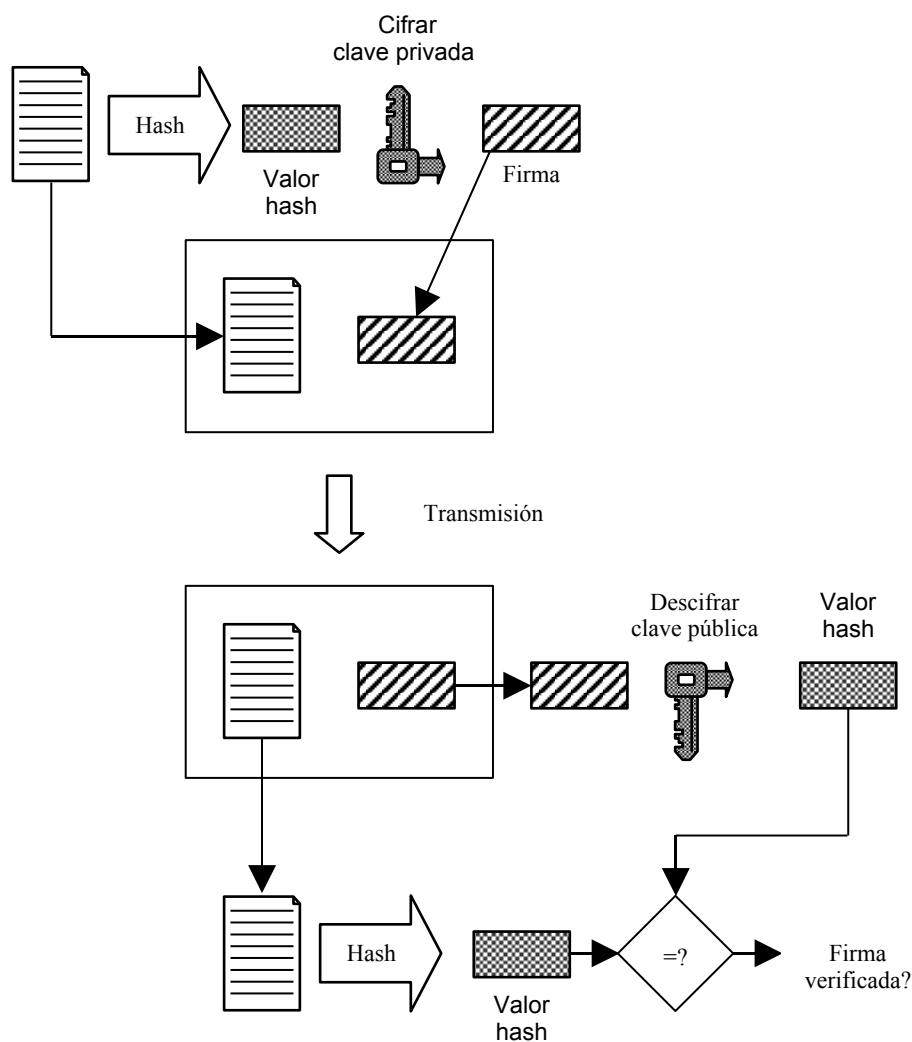 Cifrar
clave privada
Hash
Valor
hash
Firma
Transmisión
Descifrar
clave pública
Valor
hash
Hash
Valor
hash
=?
Firma
verificada?